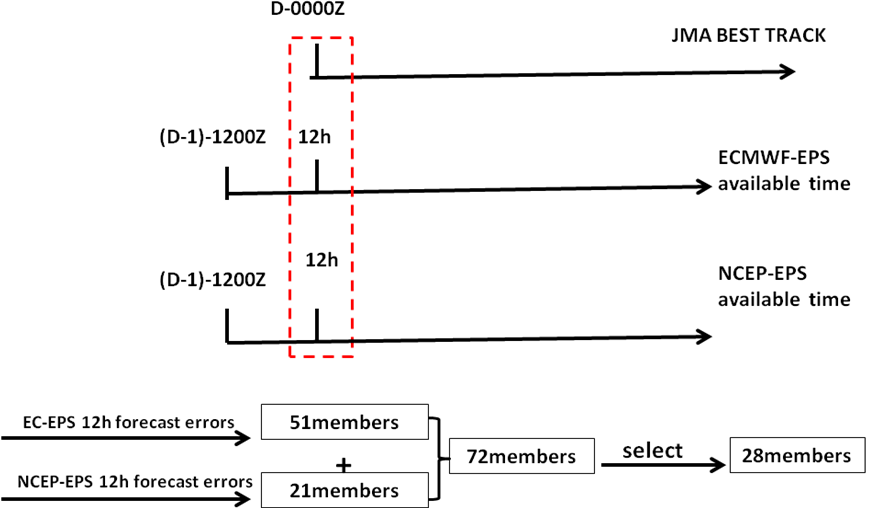 D-0000Z
JMA BEST TRACK
(D-1)-1200Z
12h
ECMWF-EPS
available time
12h
(D-1)-1200Z
NCEP-EPS
available time
EC-EPS 12h forecast errors
51members
+
72members
select
28members
NCEP-EPS 12h forecast errors
21members